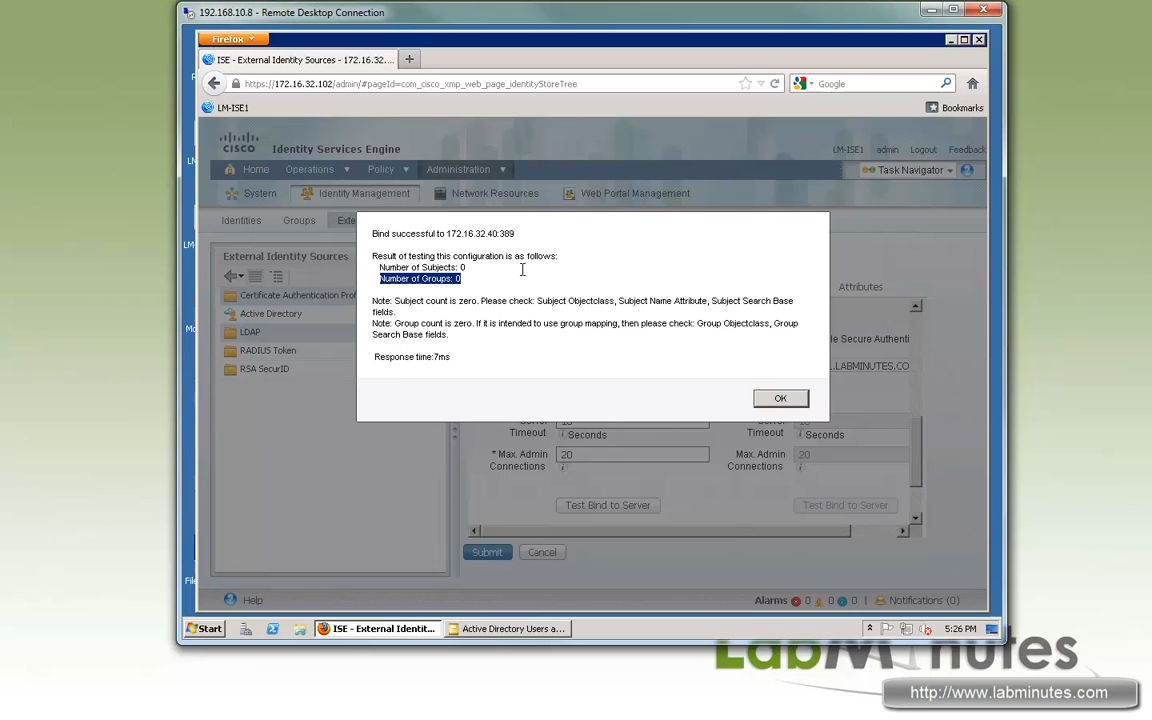 192.168.10.8 - Remote Desktop Connection
Firefox
ISE - External Identity Sources - 172.16.32....
https://172.16.32.102/admin/#pageId=com_cisco_xmp_web_page_identityStoreTree
Google
LM-ISE1
Bookmarks
CISCO
Identity Services Engine
LM-ISE1 admin Logout Feedback
Home Operations Policy Administration
Task Navigator
System Identity Management Network Resources Web Portal Management
Identities Groups Exte
External Identity Sources
Attributes
Bind successful to 172.16.32.40:389
Result of testing this configuration is as follows:
Number of Subjects: 0
Number of Groups: 0
Note: Subject count is zero. Please check: Subject Objectclass, Subject Name Attribute, Subject Search Base
fields.
Note: Group count is zero. If it is intended to use group mapping, then please check: Group Objectclass, Group
Search Base fields.
Response time:7ms
OK
Certificate Authentication Prof
Active Directory
LDAP
RADIUS Token
RSA SecurID
le Secure Authenti
.LABMINUTES.CO
Timeout Seconds
Timeout Seconds
* Max. Admin 20
Connections
Max. Admin 20
Connections
Test Bind to Server
Test Bind to Server
Submit Cancel
Help
Alarms 0 0 0 Notifications (0)
Start
ISE - External Identit...
Active Directory Users a...
5:26 PM
LabMinutes
http://www.labminutes.com